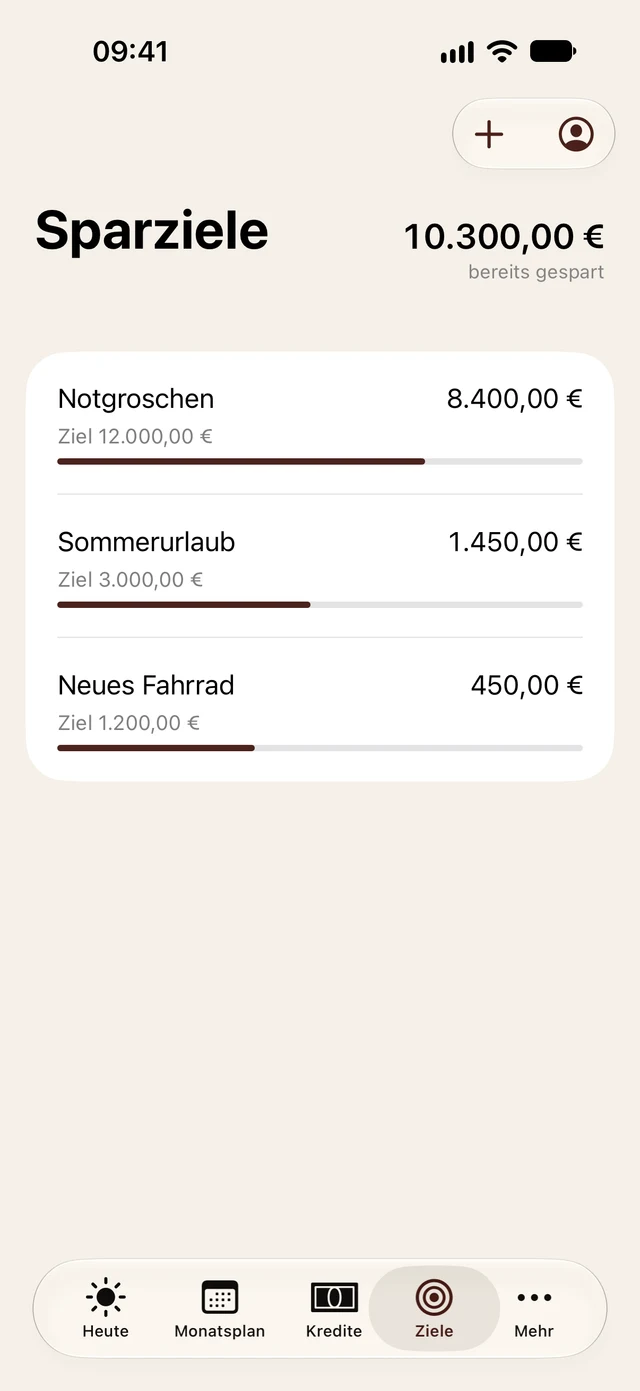 09:41
Sparziele
10.300,00 €
bereits gespart
Notgroschen
8.400,00 €
Ziel 12.000,00 €
Sommerurlaub
1.450,00 €
Ziel 3.000,00 €
Neues Fahrrad
450,00 €
Ziel 1.200,00 €
Heute
Monatsplan
Kredite
Ziele
Mehr